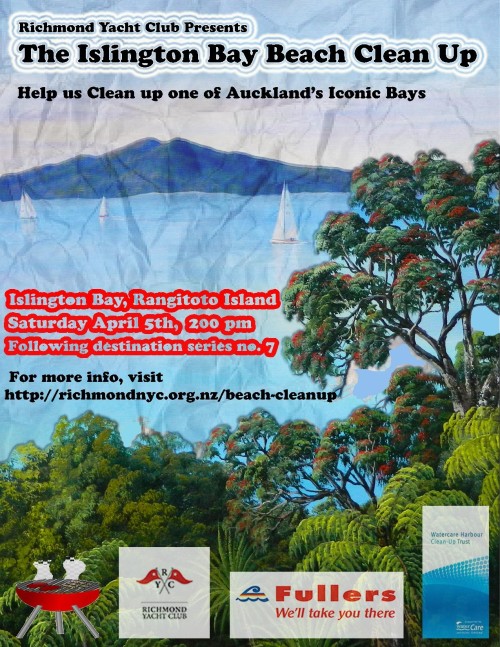 Richmond Yacht Club Presents
The Islington Bay Beach Clean Up
Help us Clean up one of Auckland's Iconic Bays
Islington Bay, Rangitoto Island
Saturday April 5th, 200 pm
Following destination series no. 7
For more info, visit
http://richmondnyc.org.nz/beach-cleanup
R
Y C
RICHMOND
YACHT CLUB
Fullers
We'll take you there
Watercare Harbour
Clean-Up Trust
Care